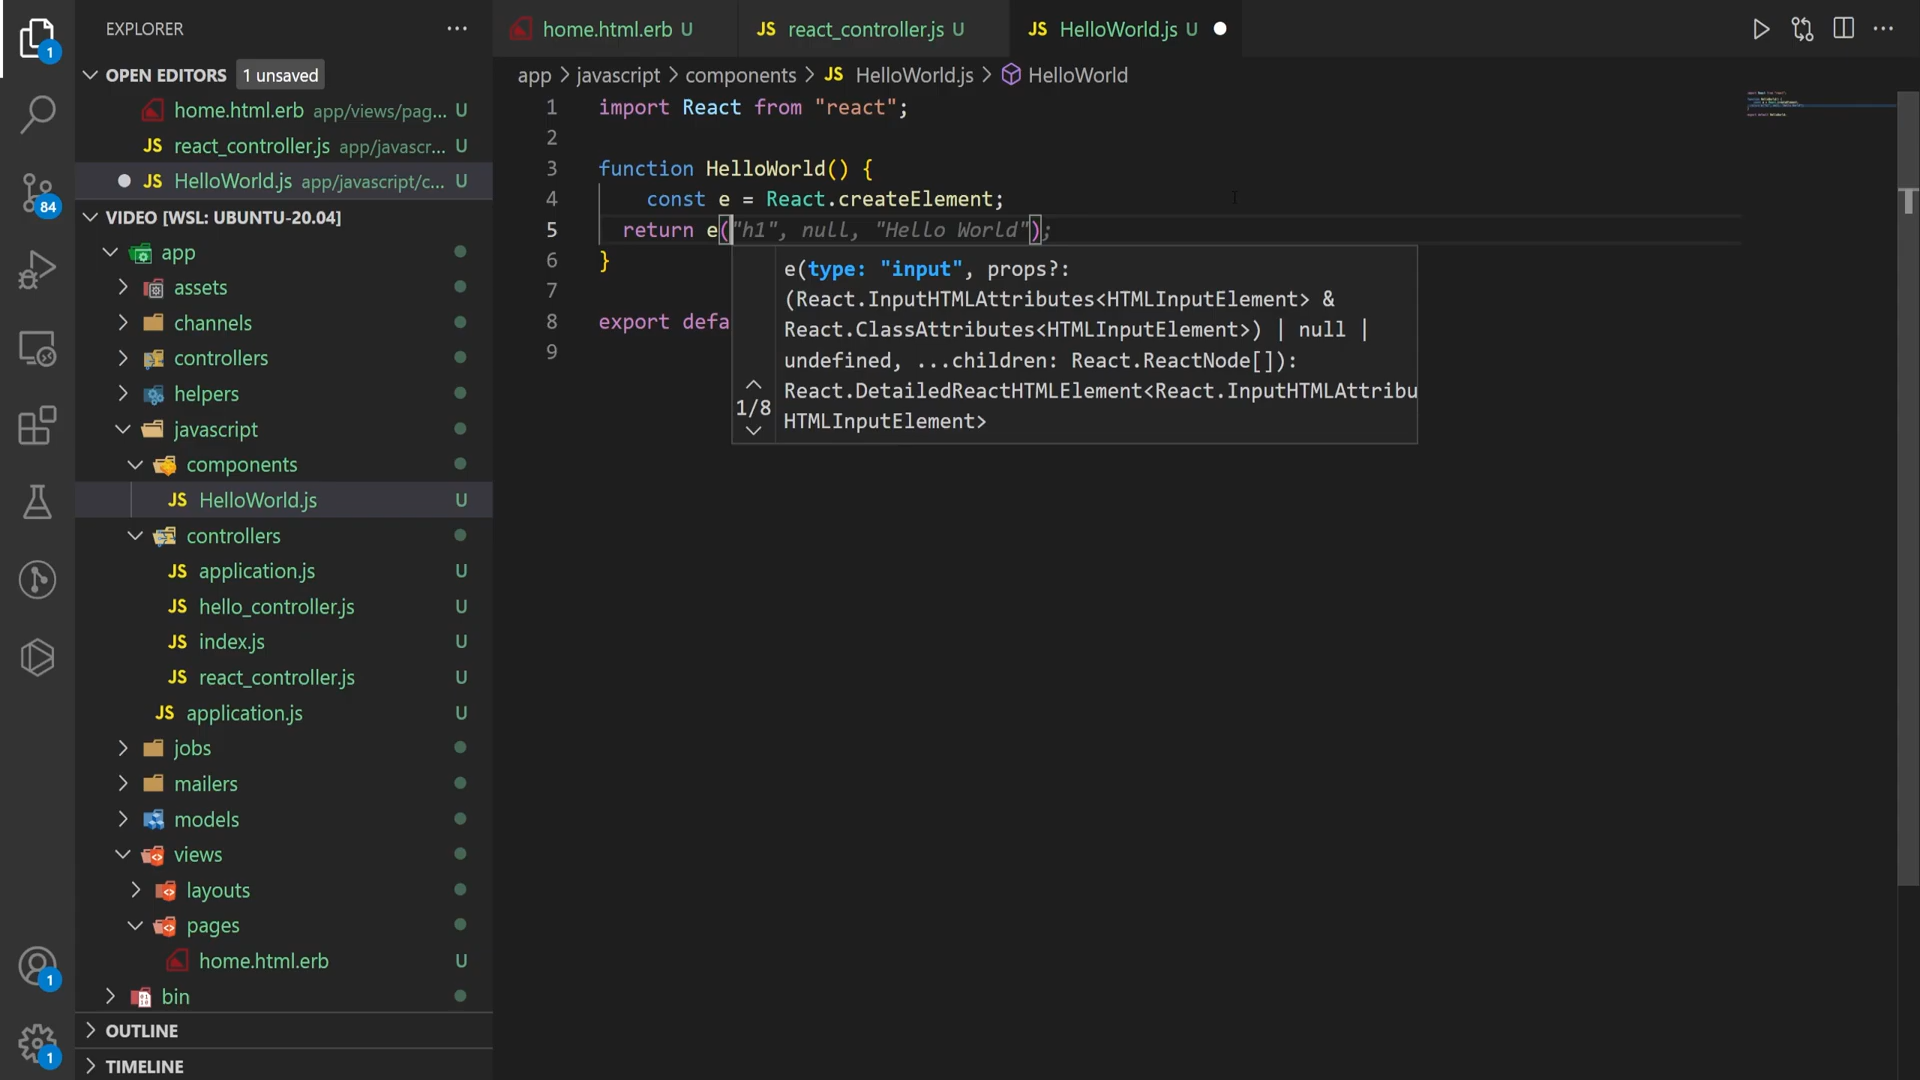 EXPLORER
OPEN EDITORS 1 unsaved
home.html.erb app/views/pag... U
JS react_controller.js app/javascr... U
JS HelloWorld.js app/javascript/c... U
VIDEO [WSL: UBUNTU-20.04]
app
assets
channels
controllers
helpers
javascript
components
JS HelloWorld.js U
controllers
JS application.js U
JS hello_controller.js U
JS index.js U
JS react_controller.js U
JS application.js U
jobs
mailers
models
views
layouts
pages
home.html.erb U
bin
OUTLINE
TIMELINE
1
84
1
1
home.html.erb U JS react_controller.js U JS HelloWorld.js U
app > javascript > components > JS HelloWorld.js > HelloWorld
1 import React from "react";
2
3 function HelloWorld() {
4 const e = React.createElement;
5 return e("h1", null, "Hello World");
6 }
7
8 export defa
9
e(type: "input", props?:
(React.InputHTMLAttributes<HTMLInputElement> &
React.ClassAttributes<HTMLInputElement>) | null |
undefined, ...children: React.ReactNode[]):
React.DetailedReactHTMLElement<React.InputHTMLAttribu
HTMLInputElement>
1/8